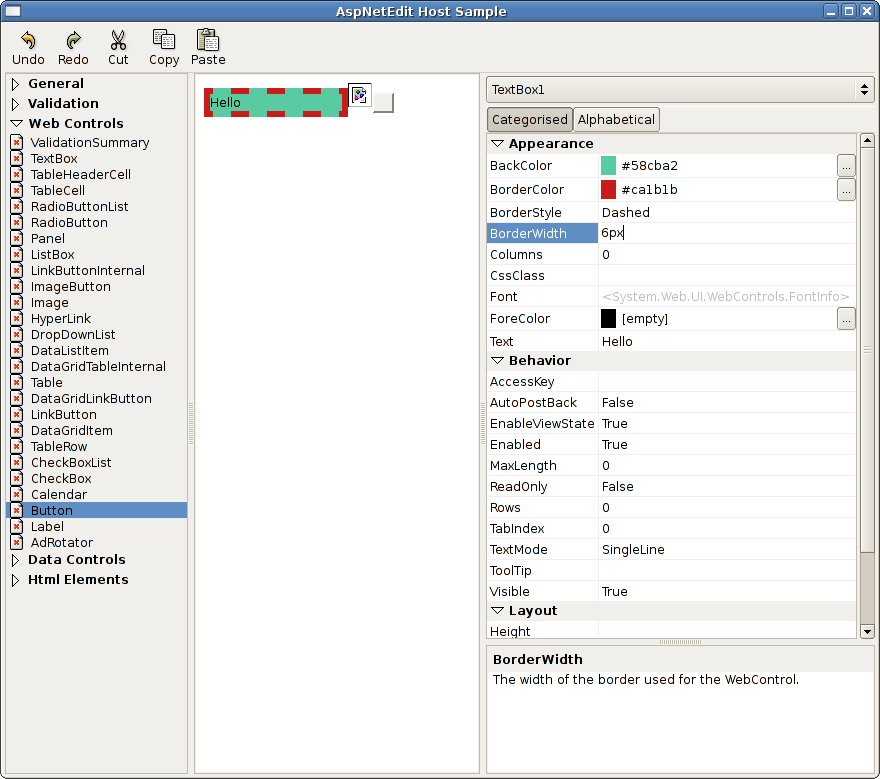 AspNetEdit Host Sample
Undo Redo Cut Copy Paste
General
Validation
Web Controls
ValidationSummary
TextBox
TableHeaderCell
TableCell
RadioButtonList
RadioButton
Panel
ListBox
LinkButtonInternal
ImageButton
Image
HyperLink
DropDownList
DataListItem
DataGridTableInternal
Table
DataGridLinkButton
LinkButton
DataGridItem
TableRow
CheckBoxList
CheckBox
Calendar
Button
Label
AdRotator
Data Controls
Html Elements
Hello
TextBox1
Categorised Alphabetical
Appearance
BackColor #58cba2 ...
BorderColor #ca1b1b ...
BorderStyle Dashed
BorderWidth 6px
Columns 0
CssClass
Font <System.Web.UI.WebControls.FontInfo>
ForeColor [empty] ...
Text Hello
Behavior
AccessKey
AutoPostBack False
EnableViewState True
Enabled True
MaxLength 0
ReadOnly False
Rows 0
TabIndex 0
TextMode SingleLine
ToolTip
Visible True
Layout
Height
BorderWidth
The width of the border used for the WebControl.